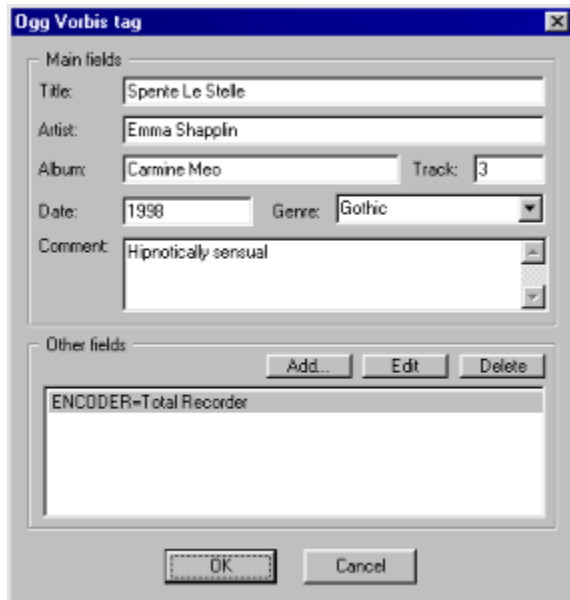 Ogg Vorbis tag
Main fields
Title: Spente Le Stelle
Artist: Emma Shapplin
Album: Carmine Meo Track: 3
Date: 1998 Genre: Gothic
Comment: Hipnotically sensual
Other fields
Add... Edit Delete
ENCODER=Total Recorder
OK Cancel